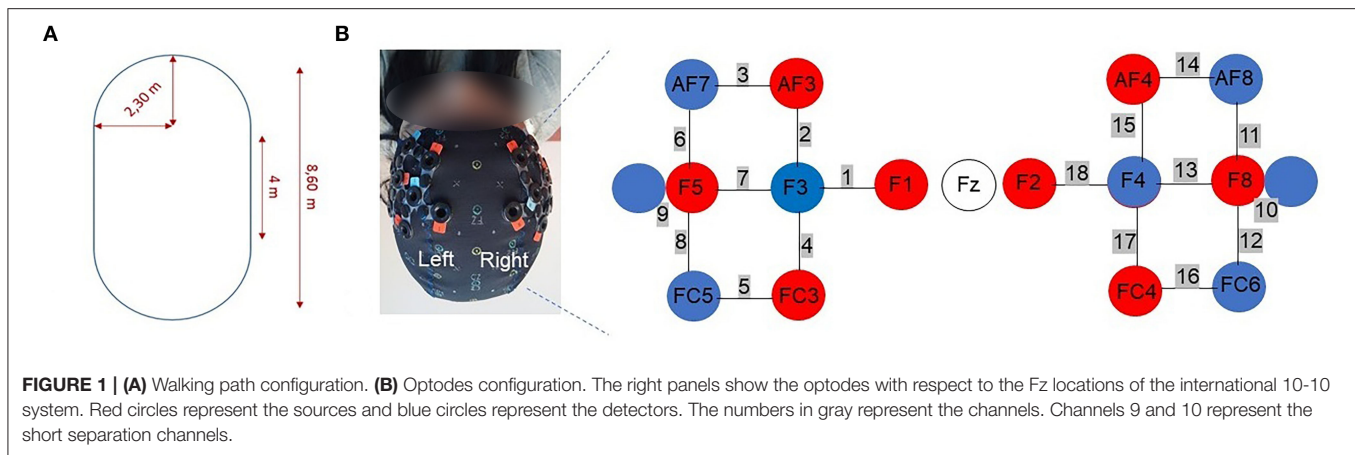 A
B
2,30 m
8,60 m
4 m
Left Right
AF7 3 AF3
6 2
F5 7 F3 1 F1 Fz F2 18 F4 13 F8
9 10
8 4
FC5 5 FC3
AF4 14 AF8
15 11
17 12
FC4 16 FC6
FIGURE 1 | (A) Walking path configuration. (B) Optodes configuration. The right panels show the optodes with respect to the Fz locations of the international 10-10
system. Red circles represent the sources and blue circles represent the detectors. The numbers in gray represent the channels. Channels 9 and 10 represent the
short separation channels.